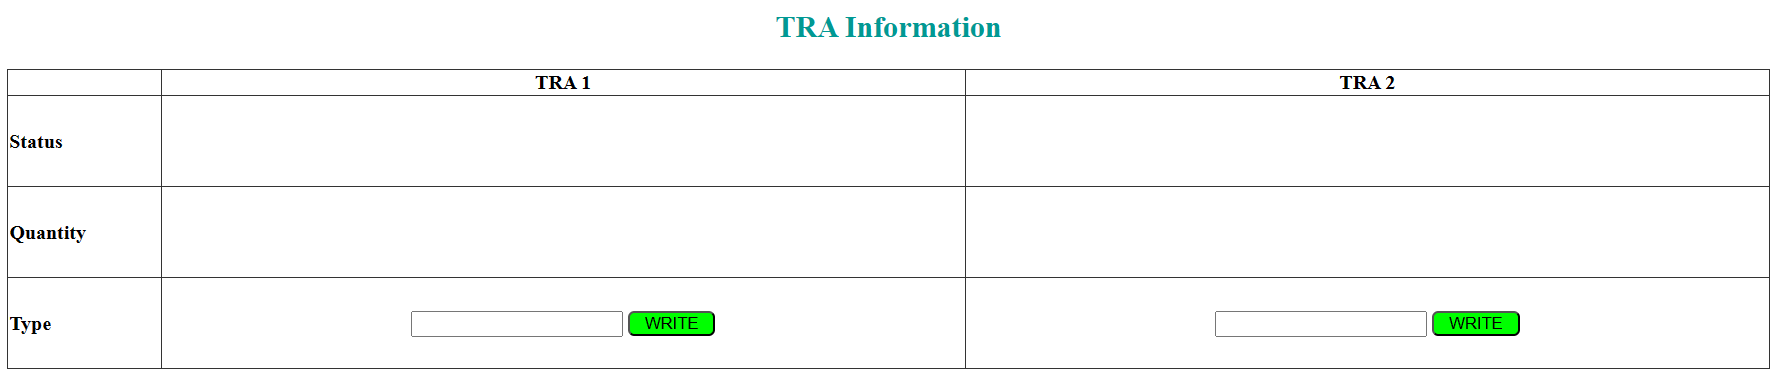 TRA Information
TRA 1 TRA 2
Status
Quantity
Type WRITE WRITE